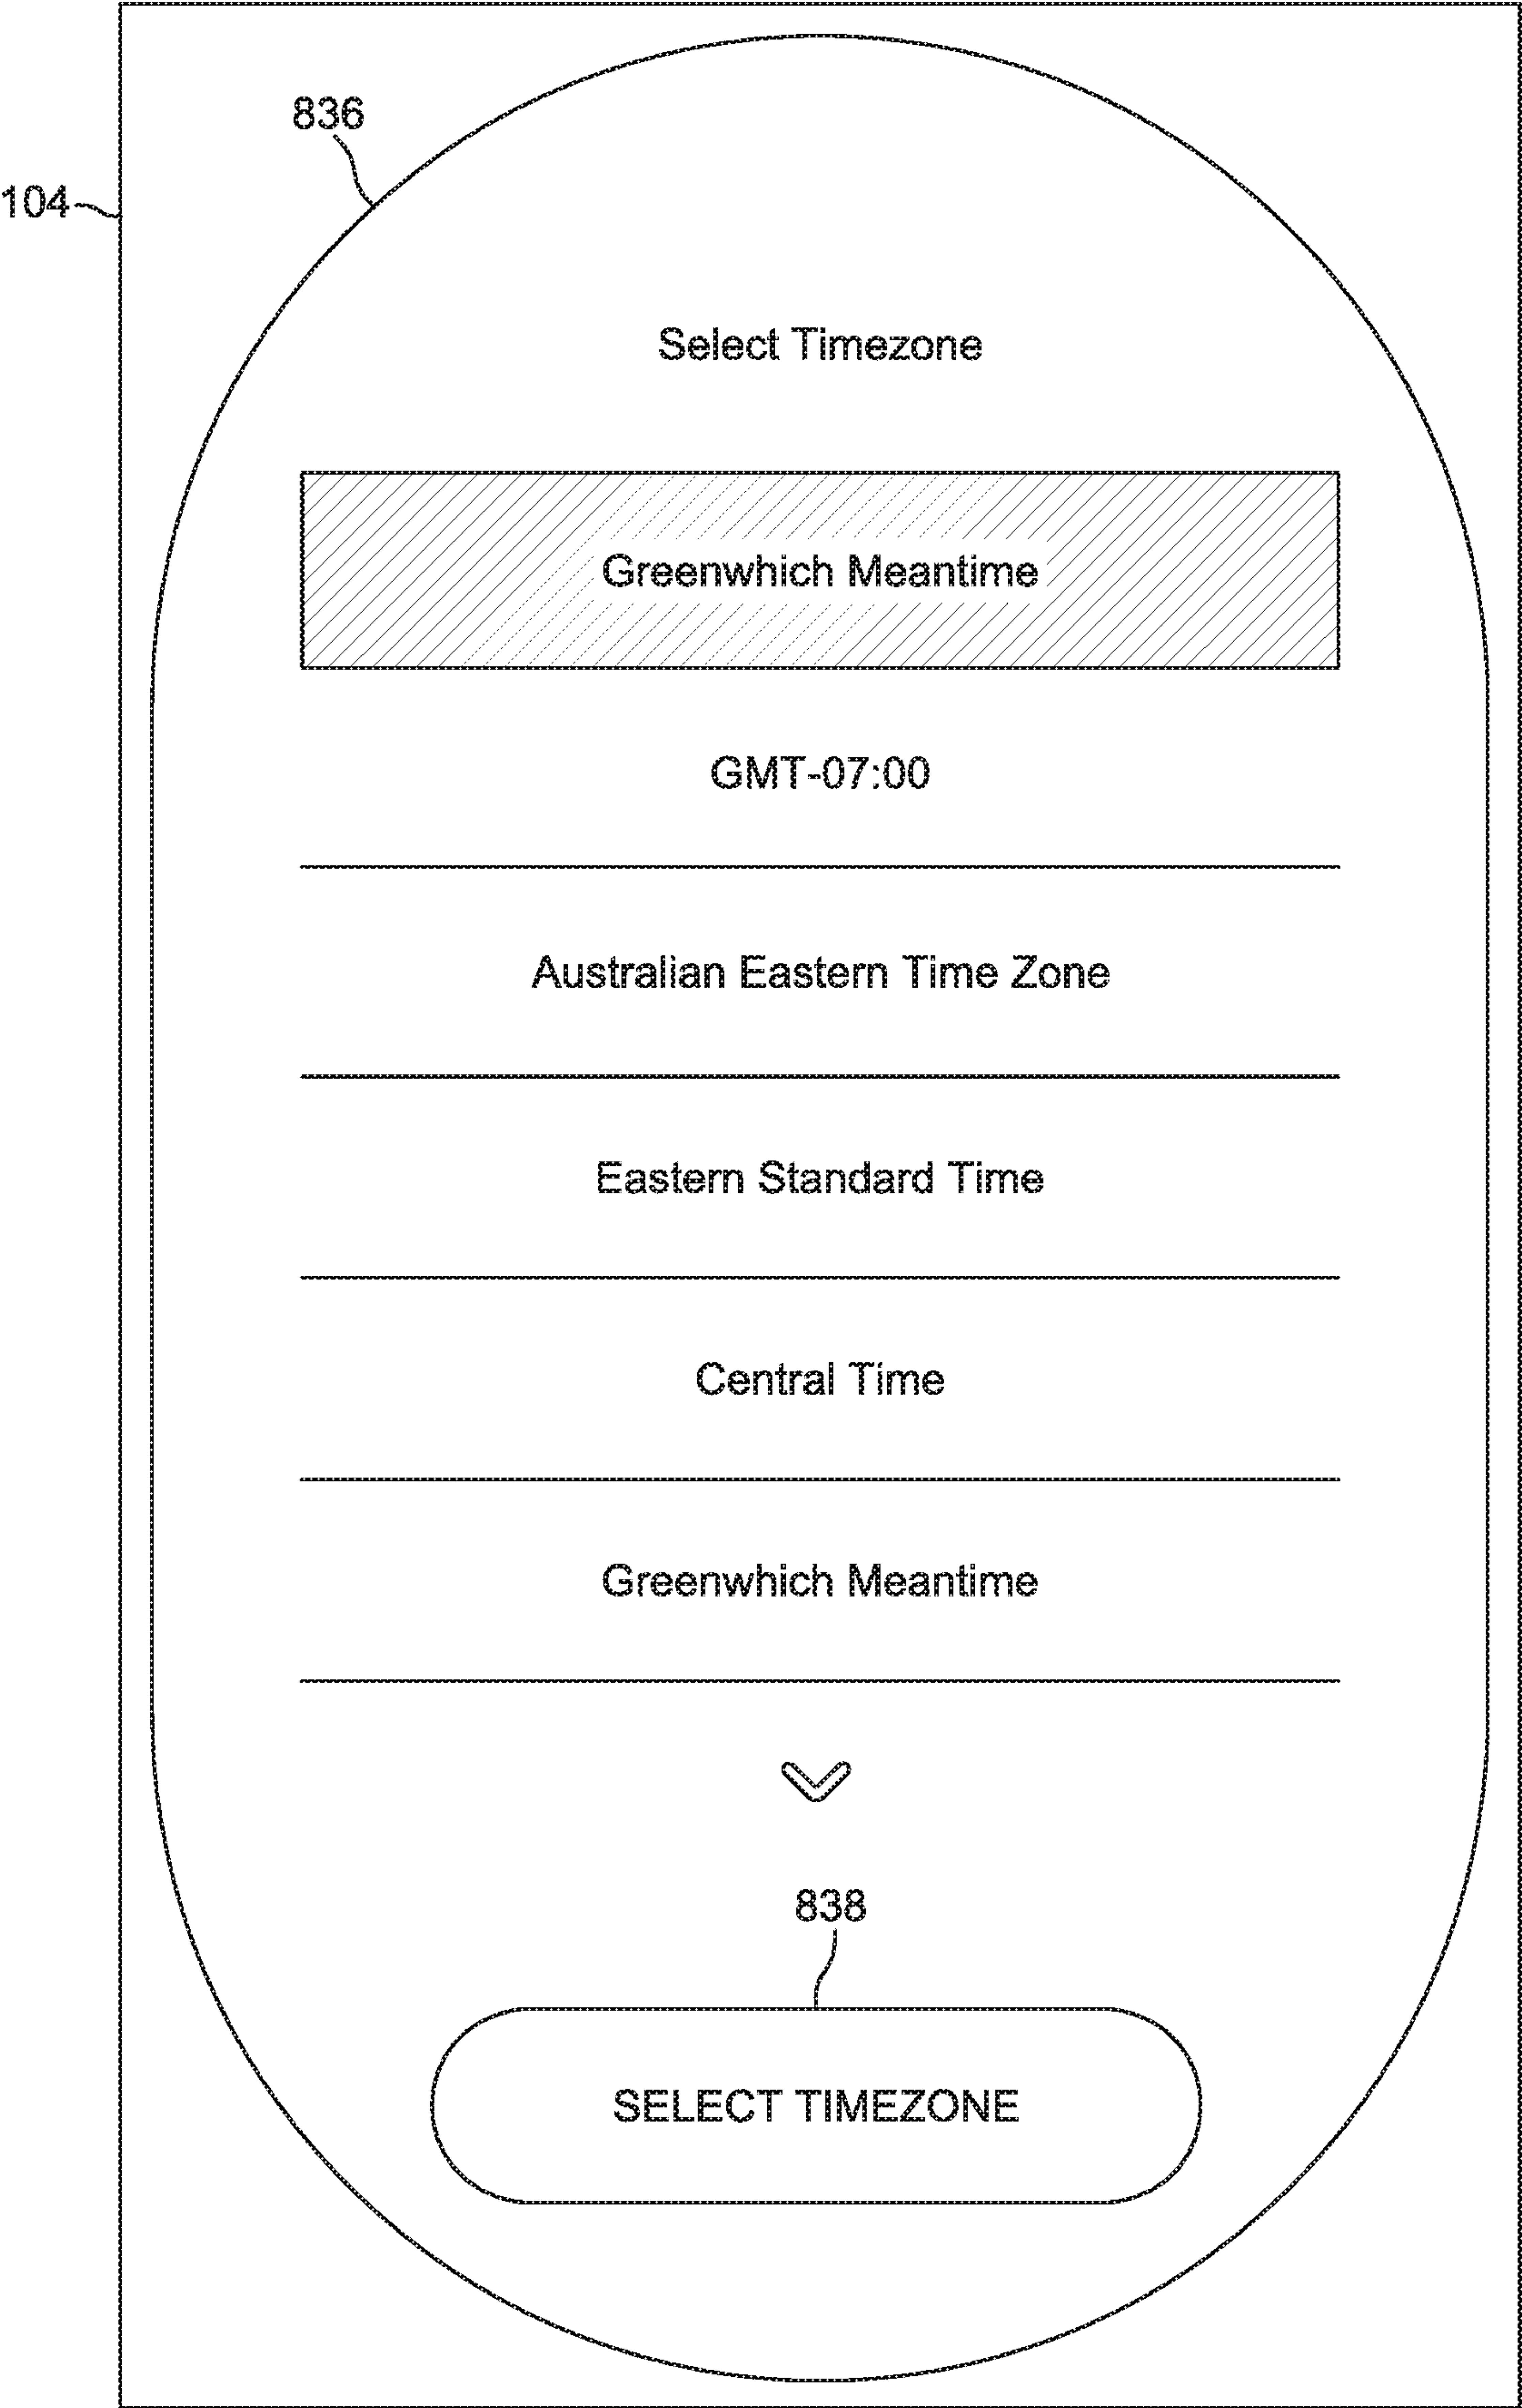 836
104
Select Timezone
Greenwhich Meantime
GMT-07:00
Australian Eastern Time Zone
Eastern Standard Time
Central Time
Greenwhich Meantime
838
SELECT TIMEZONE